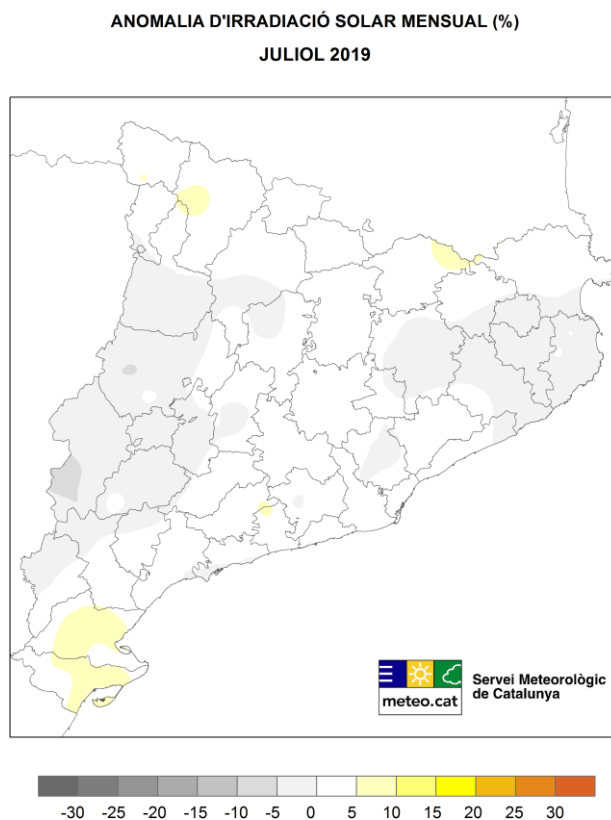 ANOMALIA D'IRRADIACIÓ SOLAR MENSUAL (%)
JULIOL 2019
meteo.cat
Servei Meteorològic
de Catalunya
-30 -25 -20 -15 -10 -5 0 5 10 15 20 25 30